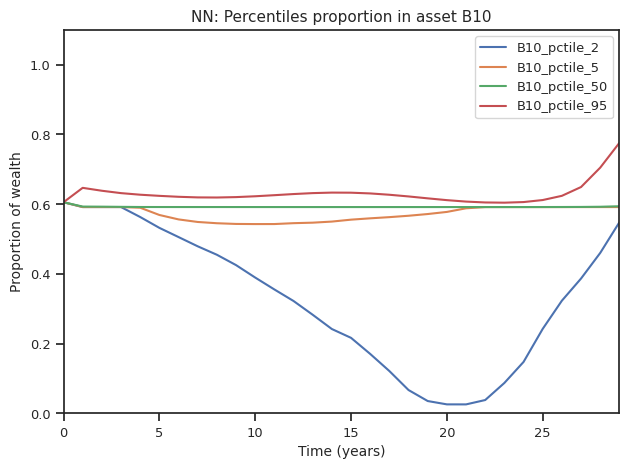 NN: Percentiles proportion in asset B10
B10_pctile_2
B10_pctile_5
B10_pctile_50
B10_pctile_95
Proportion of wealth
1.0
0.8
0.6
0.4
0.2
0.0
0 5 10 15 20 25
Time (years)